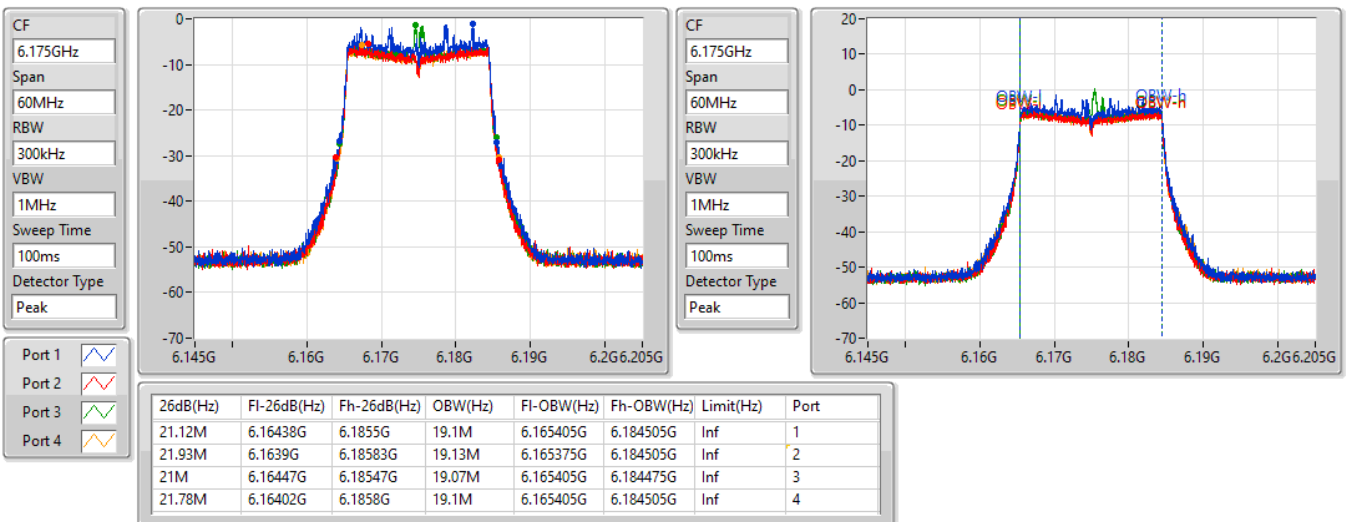 CF
6.175GHz
Span
60MHz
RBW
300kHz
VBW
1MHz
Sweep Time
100ms
Detector Type
Peak
0
-10
-20
-30
-40
-50
-60
-70
6.145G 6.16G 6.17G 6.18G 6.19G 6.2G 6.205G
CF
6.175GHz
Span
60MHz
RBW
300kHz
VBW
1MHz
Sweep Time
100ms
Detector Type
Peak
20
10
0
-10
-20
-30
-40
-50
-60
-70
OBW-l OBW-h
6.145G 6.16G 6.17G 6.18G 6.19G 6.2G 6.205G
Port 1
Port 2
Port 3
Port 4
26dB(Hz) Fl-26dB(Hz) Fh-26dB(Hz) OBW(Hz) Fl-OBW(Hz) Fh-OBW(Hz) Limit(Hz) Port
21.12M 6.16438G 6.1855G 19.1M 6.165405G 6.184505G Inf 1
21.93M 6.1639G 6.18583G 19.13M 6.165375G 6.184505G Inf 2
21M 6.16447G 6.18547G 19.07M 6.165405G 6.184475G Inf 3
21.78M 6.16402G 6.1858G 19.1M 6.165405G 6.184505G Inf 4